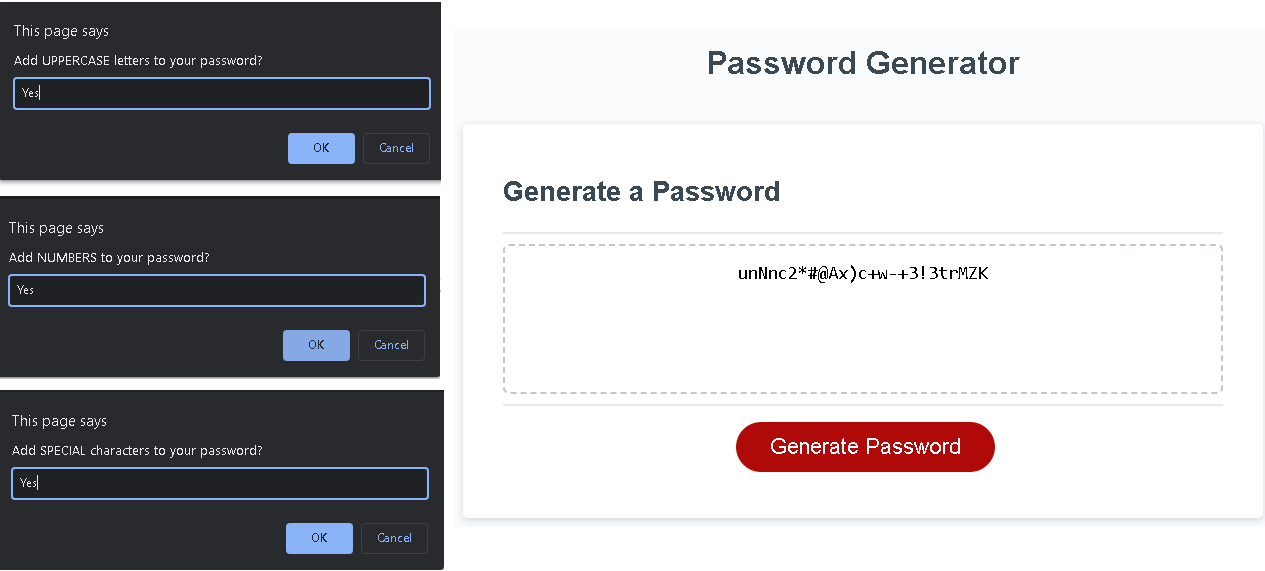 This page says
Add UPPERCASE letters to your password?
Yes
OK
Cancel
This page says
Add NUMBERS to your password?
Yes
OK
Cancel
This page says
Add SPECIAL characters to your password?
Yes
OK
Cancel
Password Generator
Generate a Password
unNnc2*#@Ax)c+w-+3!3trMZK
Generate Password